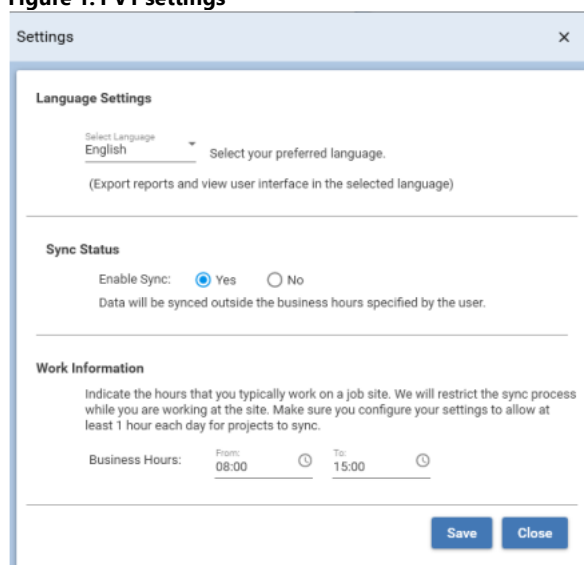 Figure 1: PVT settings
Settings
Language Settings
Select Language
English
Select your preferred language.
(Export reports and view user interface in the selected language)
Sync Status
Enable Sync: Yes No
Data will be synced outside the business hours specified by the user.
Work Information
Indicate the hours that you typically work on a job site. We will restrict the sync process
while you are working at the site. Make sure you configure your settings to allow at
least 1 hour each day for projects to sync.
Business Hours:
From:
08:00
To:
15:00
Save Close